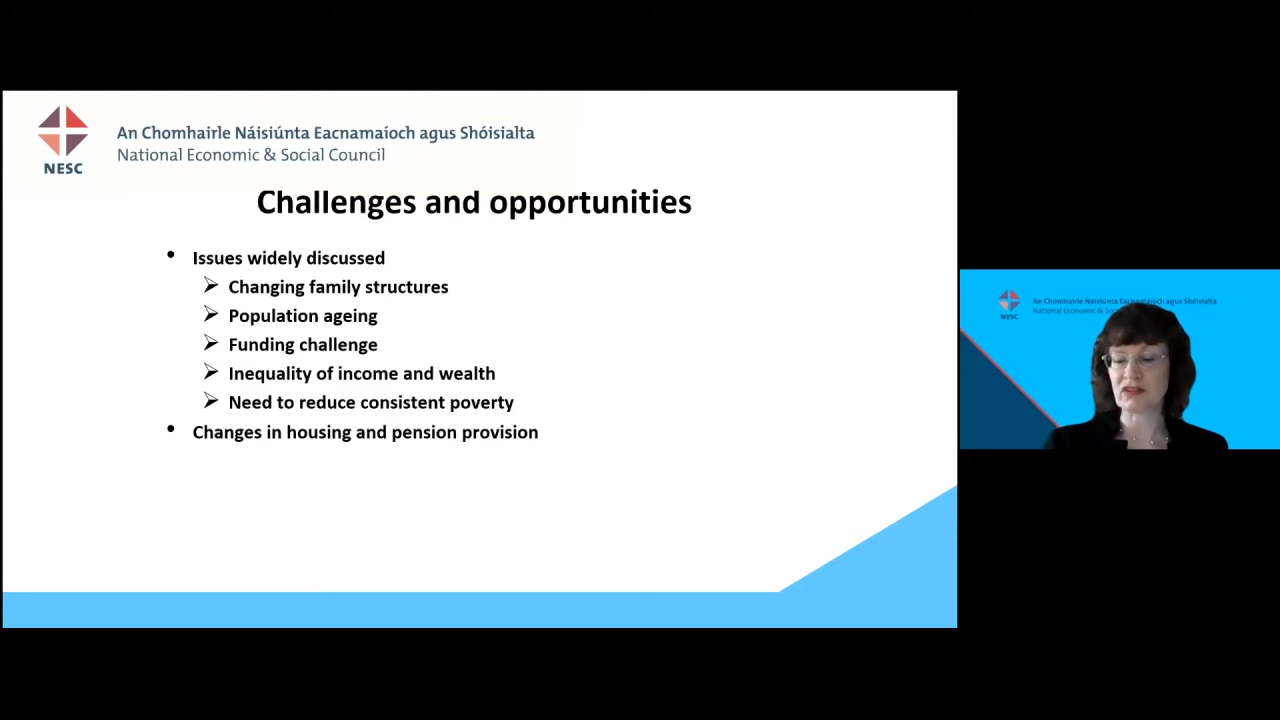 An Chomhairle Náisiúnta Eacnamaíoch agus Shóisialta
National Economic & Social Council
NESC
Challenges and opportunities
• Issues widely discussed
➢ Changing family structures
➢ Population ageing
➢ Funding challenge
➢ Inequality of income and wealth
➢ Need to reduce consistent poverty
• Changes in housing and pension provision
An Chomhairle Náisiúnta Eacnamaíoch agus Shóisialta
National Economic &
NESC